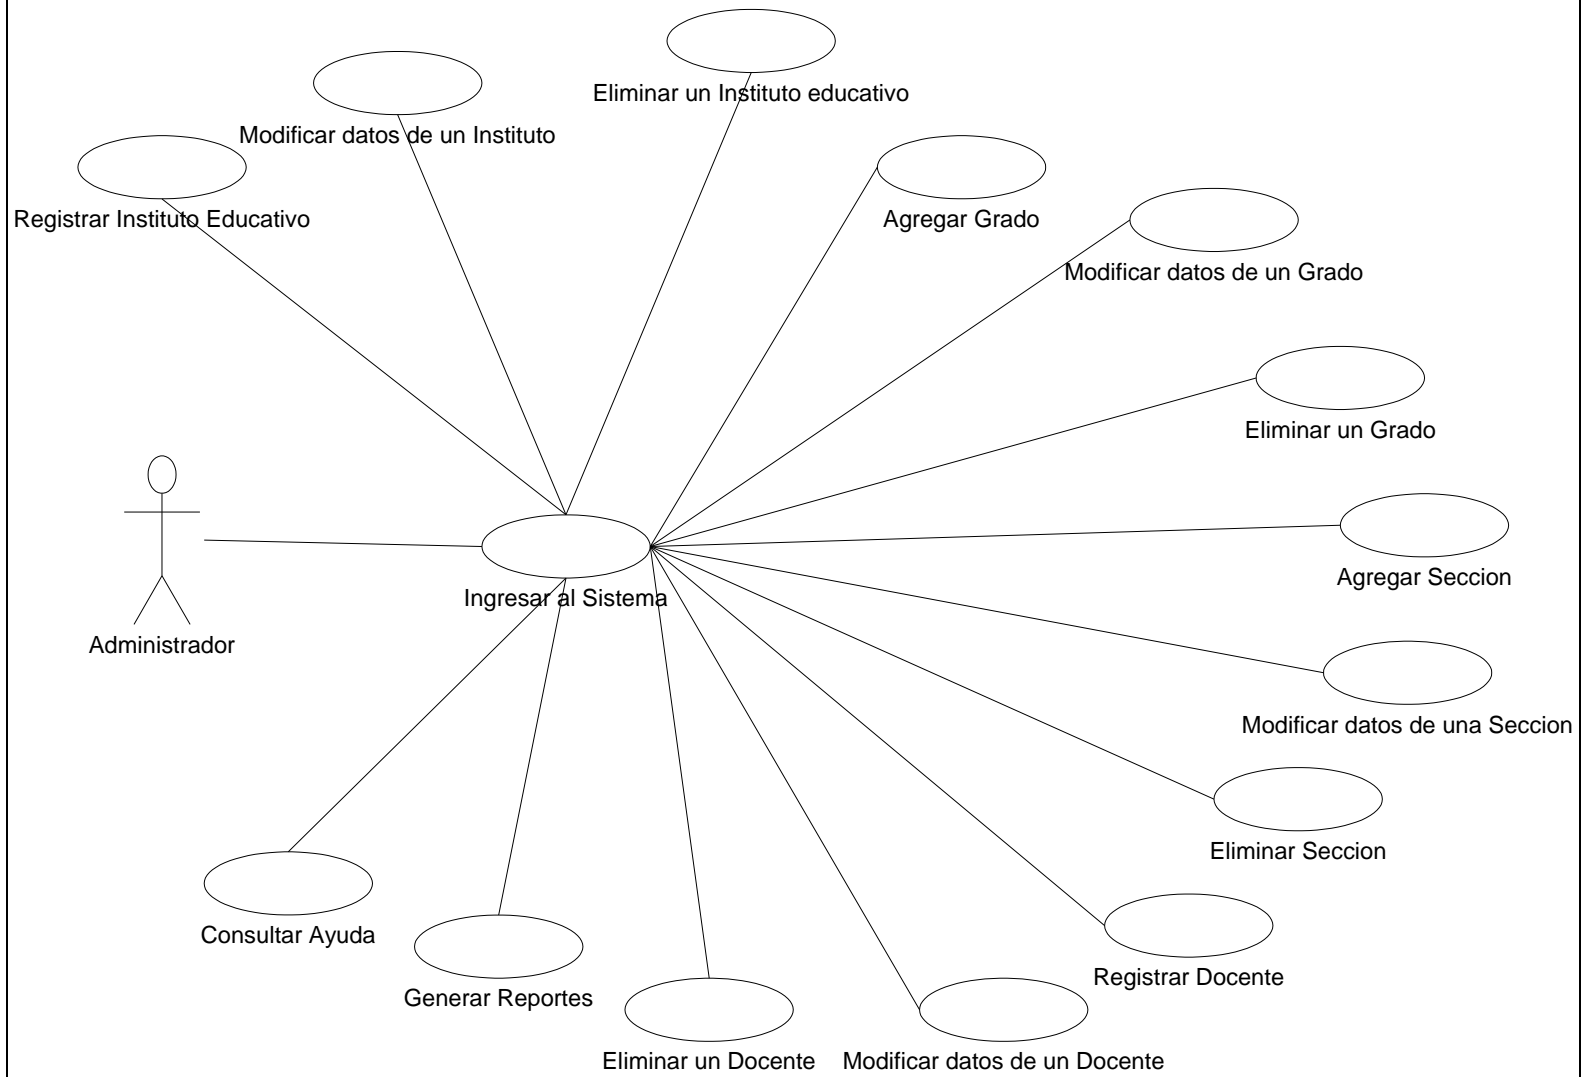 Eliminar un Instituto educativo
Modificar datos de un Instituto
Registrar Instituto Educativo
Agregar Grado
Modificar datos de un Grado
Eliminar un Grado
Agregar Seccion
Ingresar al Sistema
Administrador
Modificar datos de una Seccion
Eliminar Seccion
Consultar Ayuda
Registrar Docente
Generar Reportes
Eliminar un Docente
Modificar datos de un Docente